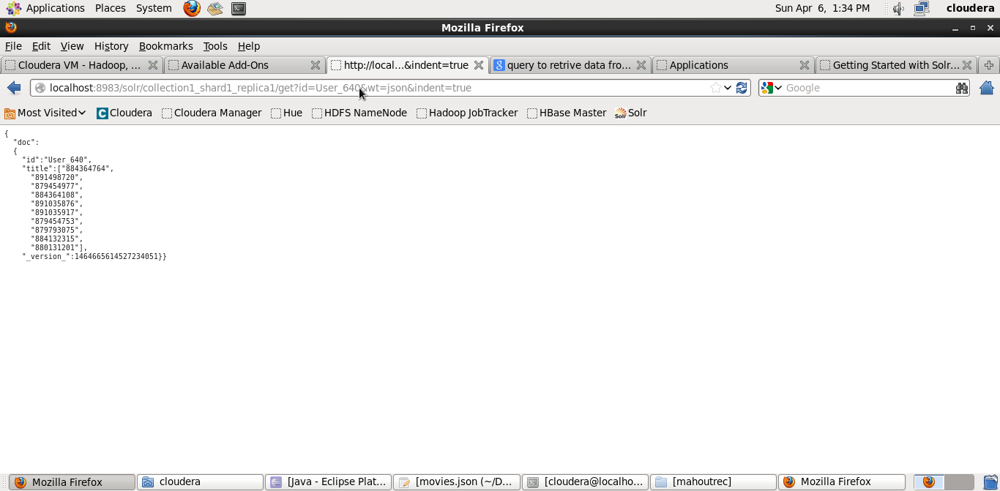 Applications Places System Sun Apr 6, 1:34 PM cloudera
Mozilla Firefox
File Edit View History Bookmarks Tools Help
Cloudera VM - Hadoop, ... Available Add-Ons http://local...&indent=true query to retrive data fro... Applications Getting Started with Solr...
localhost:8983/solr/collection1_shard1_replica1/get?id=User_640&wt=json&indent=true Google
Most Visited Cloudera Cloudera Manager Hue HDFS NameNode Hadoop JobTracker HBase Master Solr Solr
{
"doc":
{
"id":"User_640",
"title":["884364764",
"891498720",
"879454977",
"884364108",
"891035876",
"891035917",
"879454753",
"879793075",
"884132315",
"880131201"],
"_version_":1464665614527234051}}
Mozilla Firefox cloudera [Java - Eclipse Plat... [movies.json (~/D... [cloudera@localho... [mahoutrec] Mozilla Firefox